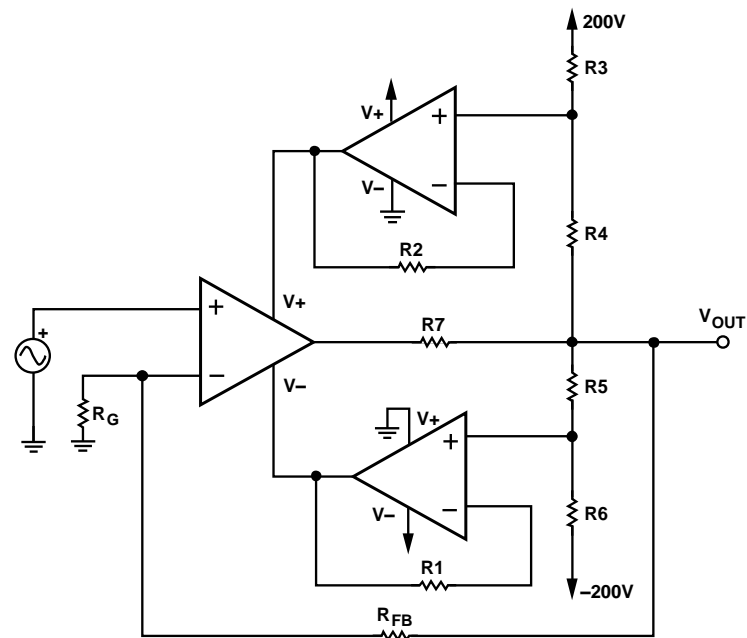 200V
R3
V+
+
V–
–
R2
R4
V+
+
–
V–
R7
V_OUT
+
R_G
R5
V+
+
V–
–
R6
R1
–200V
R_FB